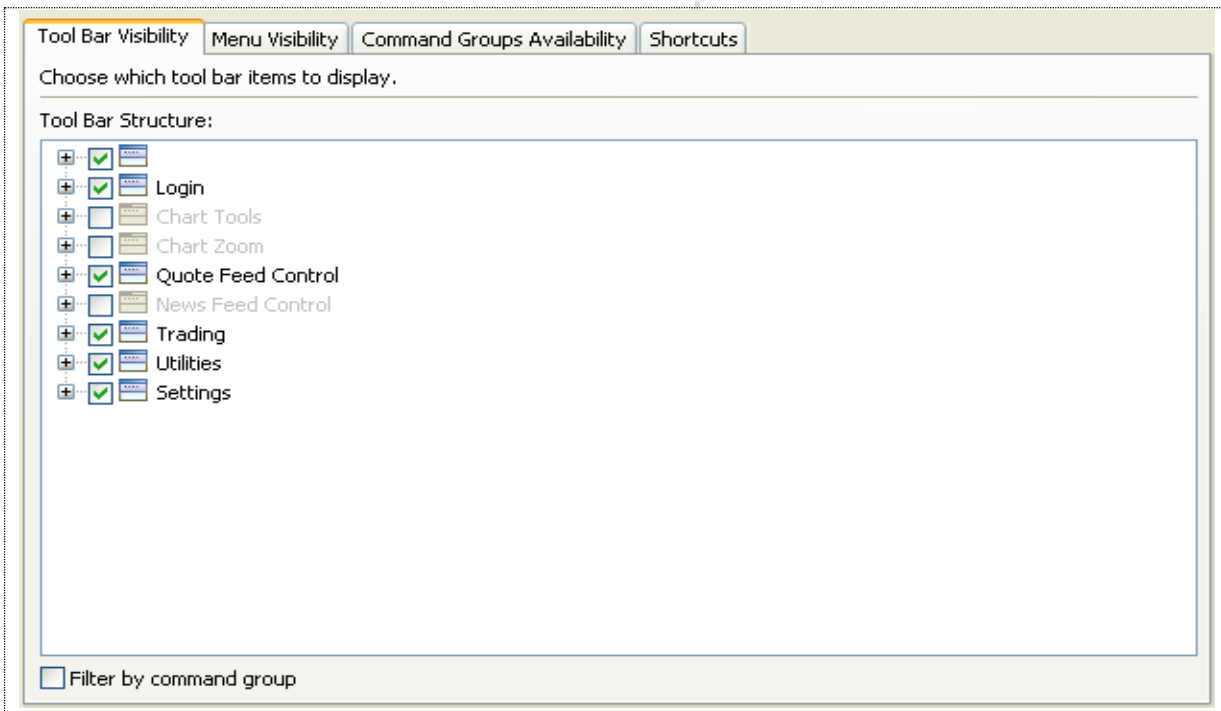 Tool Bar Visibility Menu Visibility Command Groups Availability Shortcuts
Choose which tool bar items to display.
Tool Bar Structure:
Login
Chart Tools
Chart Zoom
Quote Feed Control
News Feed Control
Trading
Utilities
Settings
Filter by command group